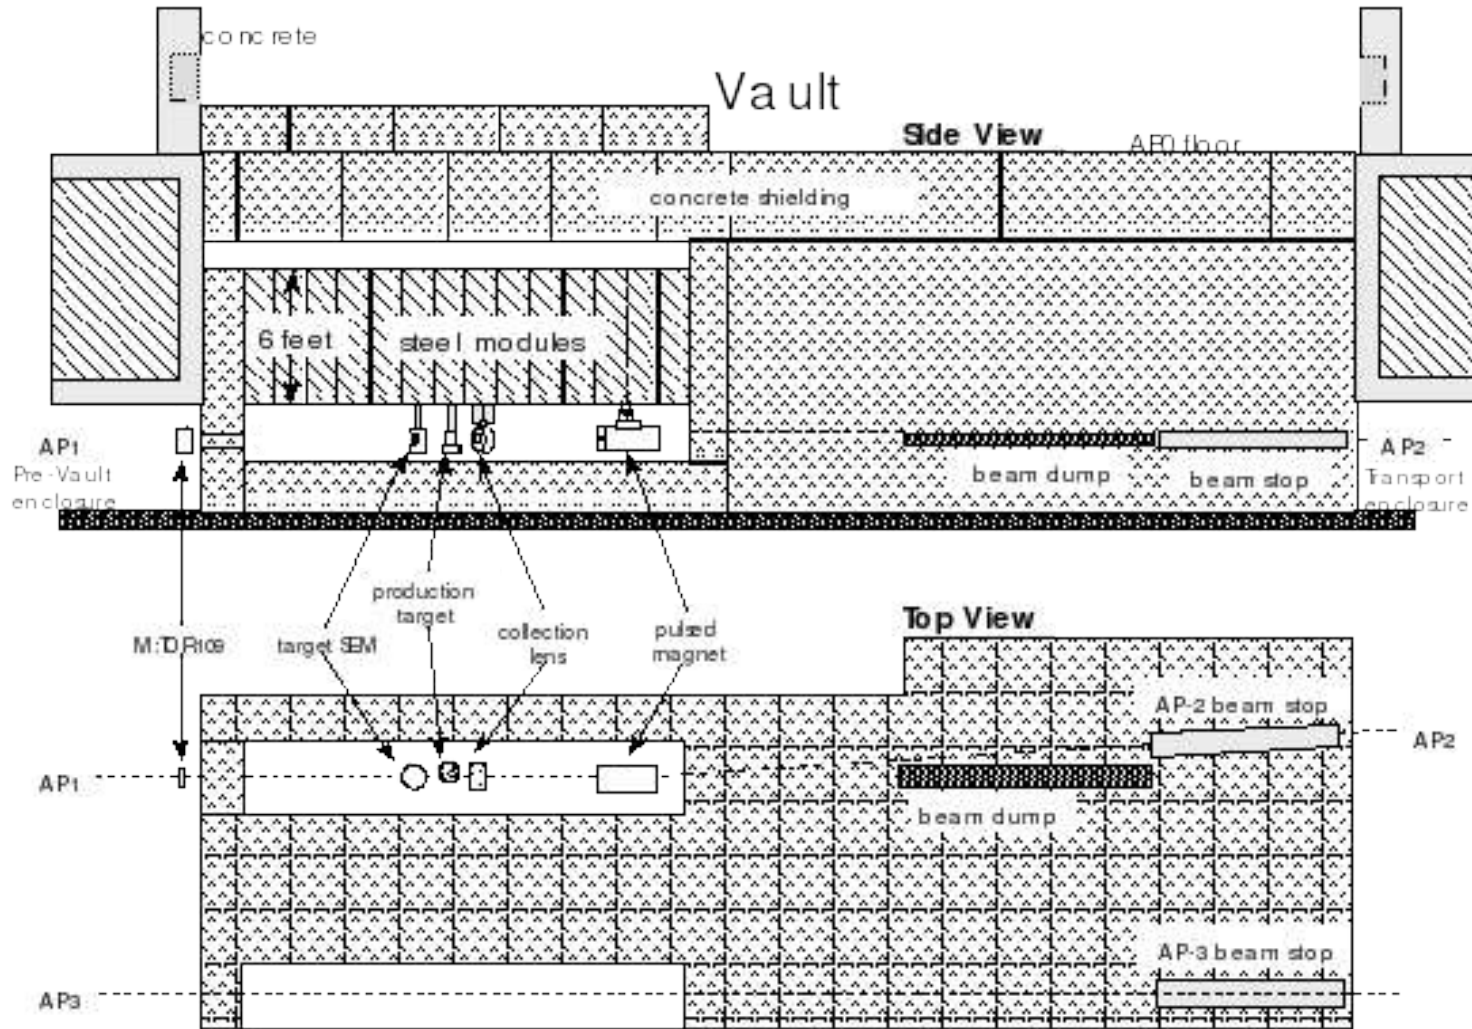 concrete
Vault
Side View
AP0 floor
concrete shielding
6 feet
steel modules
AP1
Pre-Vault
enclosure
beam dump
beam stop
AP2
Transport
enclosure
production
target
M:TOR109
target SEM
collection
lens
pulsed
magnet
Top View
AP-2 beam stop
AP2
AP1
beam dump
AP-3 beam stop
AP3